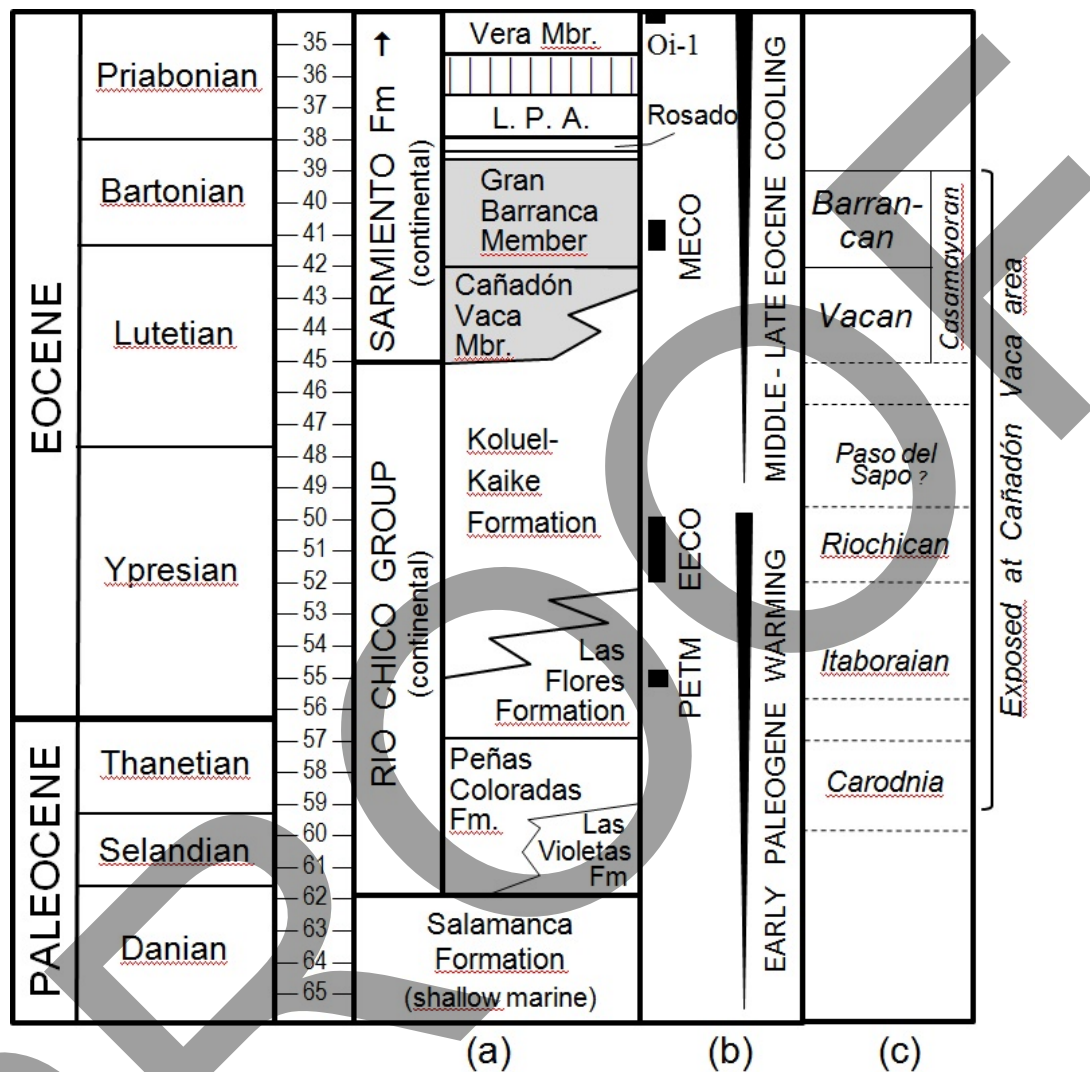 EOCENE
PALEOCENE
Priabonian
Bartonian
Lutetian
Ypresian
Thanetian
Selandian
Danian
35
36
37
38
39
40
41
42
43
44
45
46
47
48
49
50
51
52
53
54
55
56
57
58
59
60
61
62
63
64
65
SARMIENTO Fm →
(continental)
RIO CHICO GROUP
(continental)
Vera Mbr.
L. P. A.
Gran
Barranca
Member
Cañadón
Vaca
Mbr.
Koluel-
Kaike
Formation
Las
Flores
Formation
Peñas
Coloradas
Fm.
Las
Violetas
Fm
Salamanca
Formation
(shallow marine)
Oi-1
Rosado
MECO
EECO
PETM
MIDDLE - LATE EOCENE COOLING
EARLY PALEOGENE WARMING
Barran-
can
Casamayoran
Vacan
Paso del
Sapo ?
Riochican
Itaboraian
Carodnia
Exposed at Cañadón Vaca area
(a)
(b)
(c)